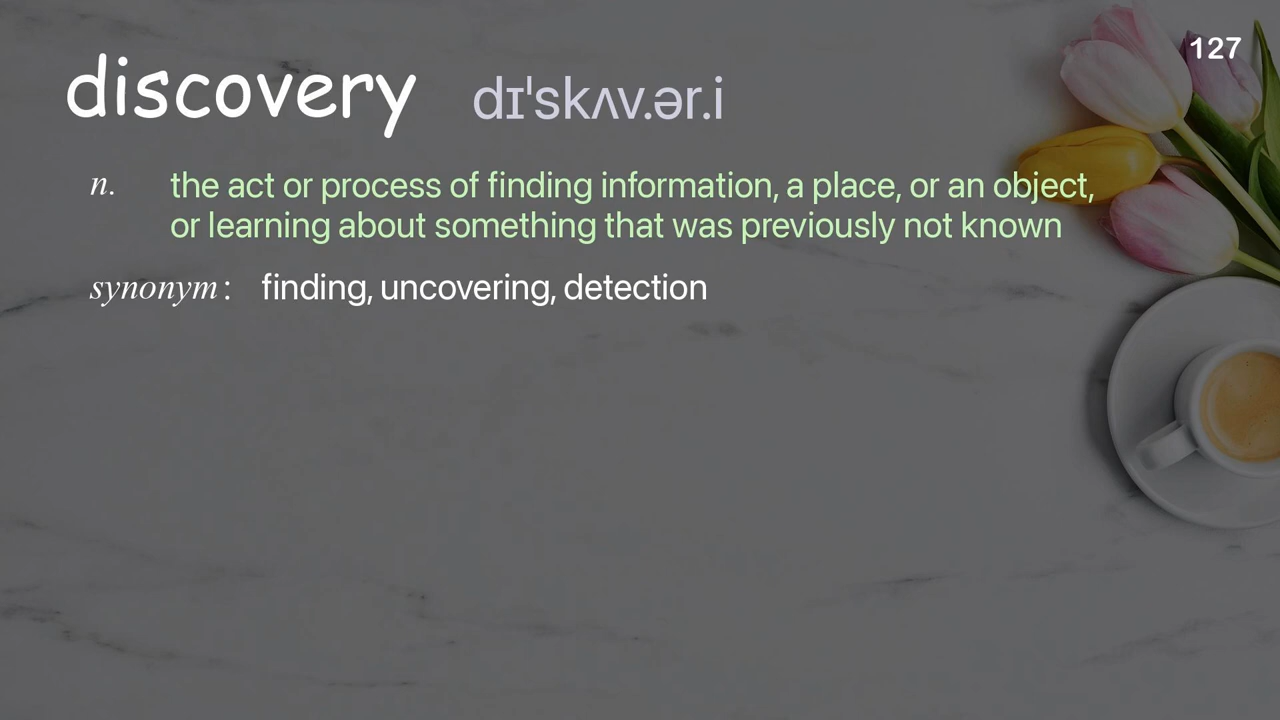 127
discovery dɪˈskʌv.ər.i
n. the act or process of finding information, a place, or an object,
or learning about something that was previously not known
synonym: finding, uncovering, detection